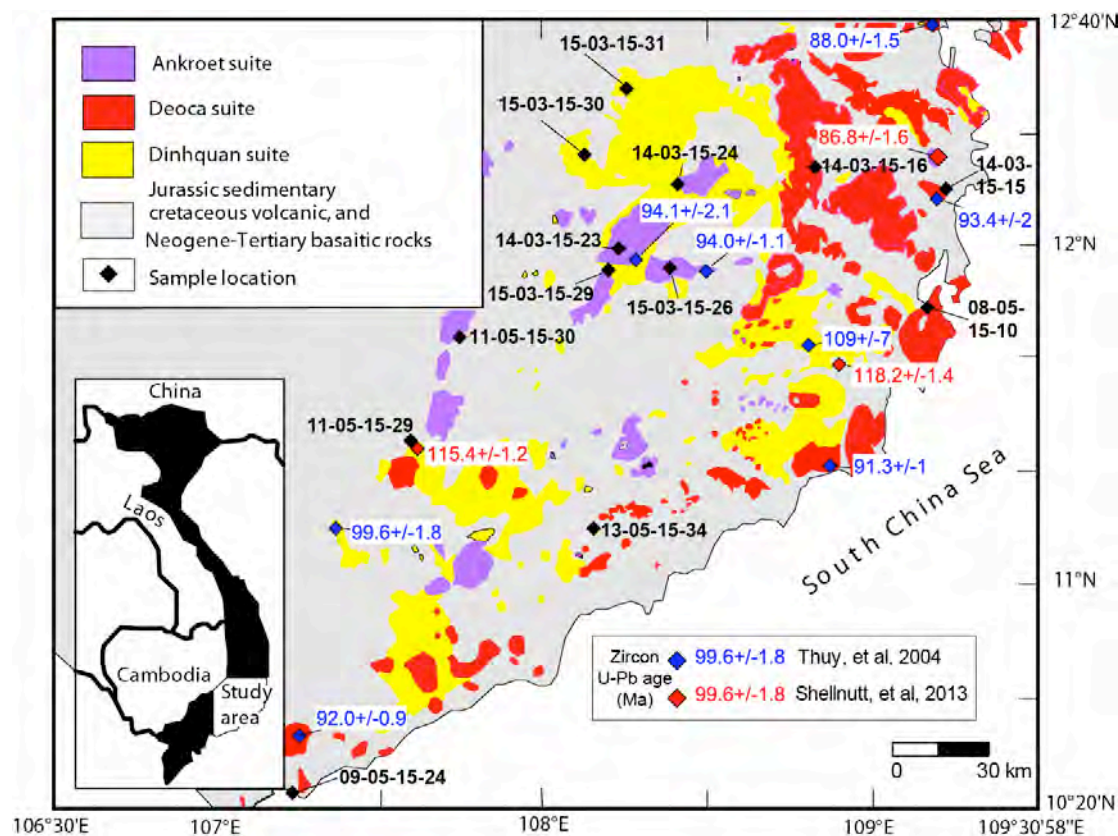 Ankroet suite
Deoca suite
Dinhquan suite
Jurassic sedimentary
cretaceous volcanic, and
Neogene-Tertiary basaitic rocks
Sample location
15-03-15-31
15-03-15-30
14-03-15-24
94.1+/-2.1
94.0+/-1.1
14-03-15-23
15-03-15-29
15-03-15-26
11-05-15-30
88.0+/-1.5
86.8+/-1.6
14-03-15-16
14-03-
15-15
93.4+/-2
08-05-
15-10
109+/-7
118.2+/-1.4
11-05-15-29
115.4+/-1.2
91.3+/-1
99.6+/-1.8
13-05-15-34
92.0+/-0.9
09-05-15-24
South China Sea
China
Laos
Cambodia
Study
area
Zircon
U-Pb age
(Ma)
99.6+/-1.8 Thuy, et al, 2004
99.6+/-1.8 Shellnutt, et al, 2013
0 30 km
12°40'N
12°N
11°N
10°20'N
106°30'E
107°E
108°E
109°E
109°30'58"E